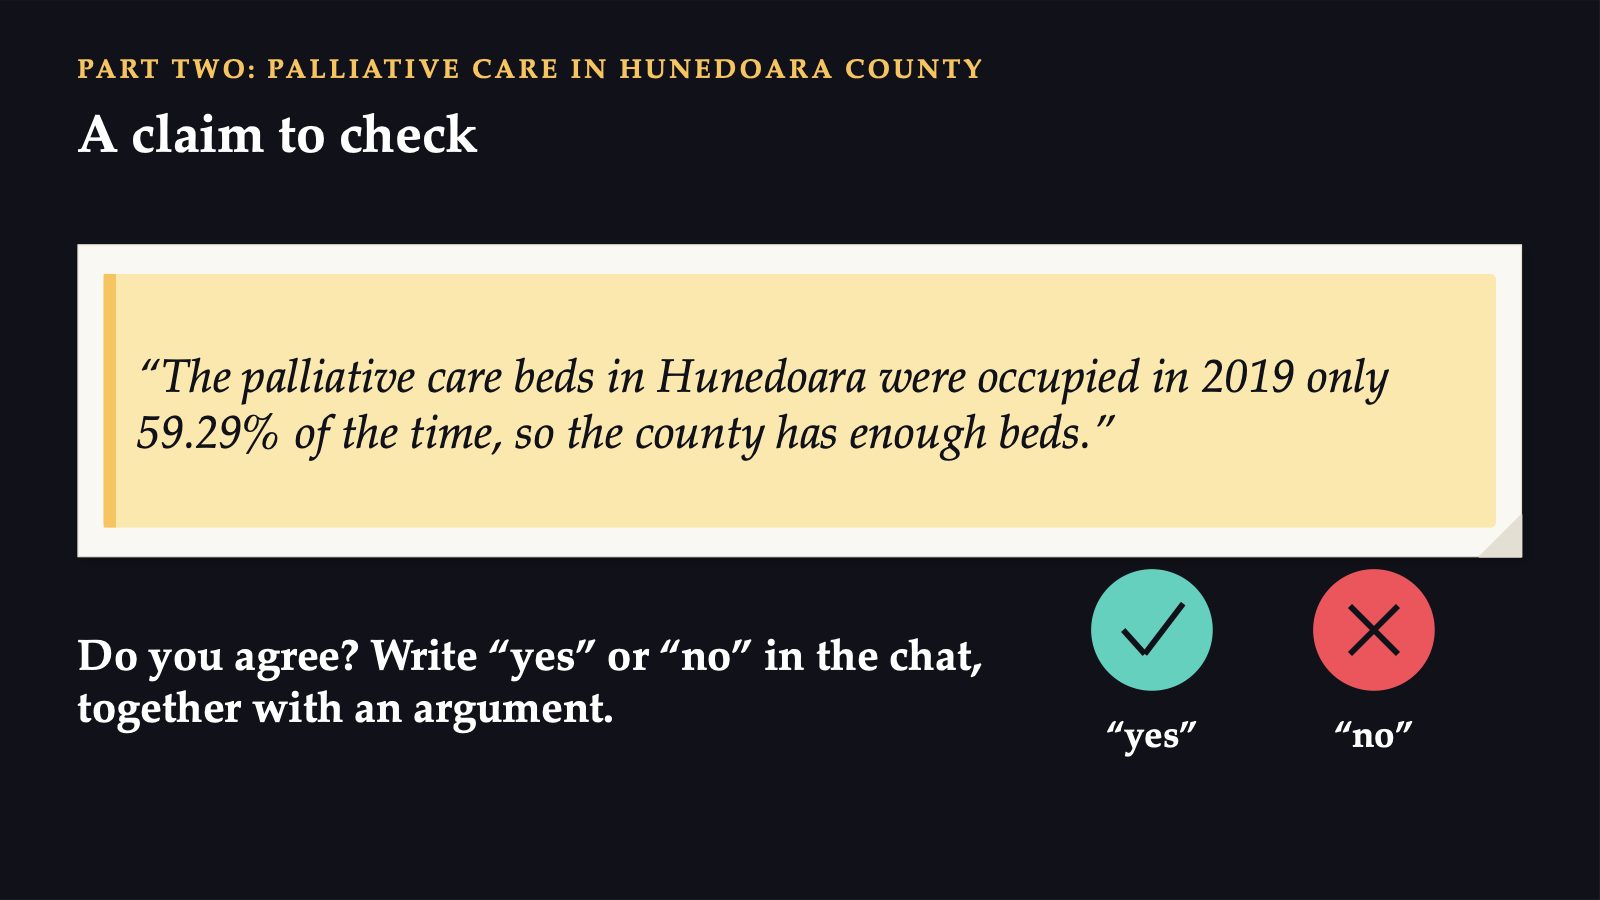 PART TWO: PALLIATIVE CARE IN HUNEDOARA COUNTY
A claim to check
“The palliative care beds in Hunedoara were occupied in 2019 only
59.29% of the time, so the county has enough beds.”
Do you agree? Write “yes” or “no” in the chat,
together with an argument.
“yes”
“no”